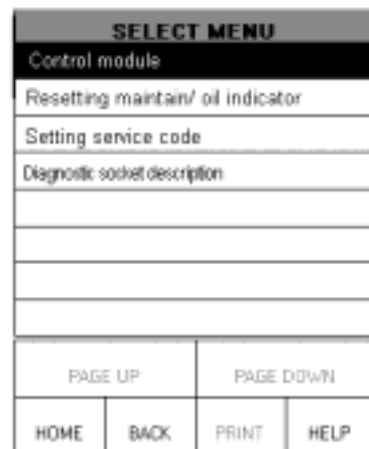 SELECT MENU
Control module
Resetting maintain/ oil indicator
Setting service code
Diagnostic socket description
PAGE UP PAGE DOWN
HOME BACK PRINT HELP